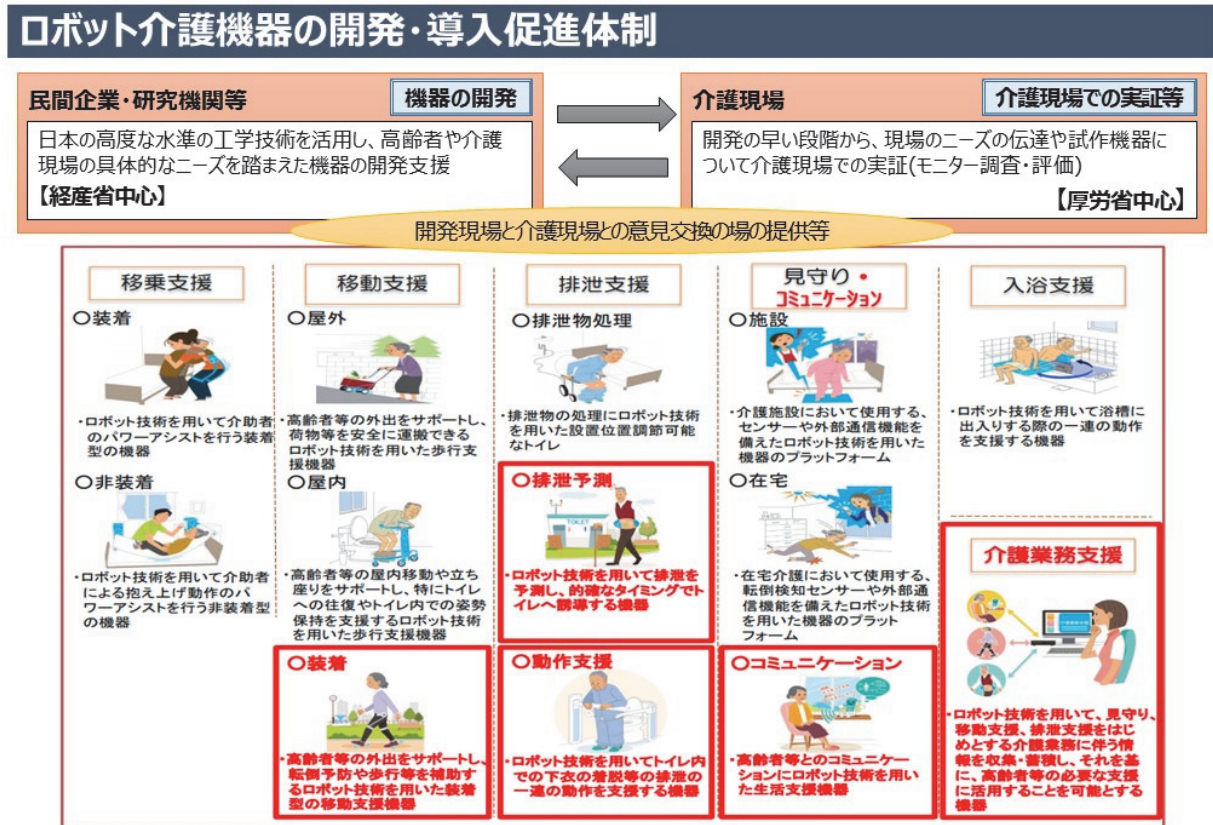 ロボット介護機器の開発・導入促進体制
民間企業・研究機関等
機器の開発
日本の高度な水準の工学技術を活用し、高齢者や介護
現場の具体的なニーズを踏まえた機器の開発支援
【経産省中心】
介護現場
介護現場での実証等
開発の早い段階から、現場のニーズの伝達や試作機器に
ついて介護現場での実証(モニター調査・評価)
【厚労省中心】
開発現場と介護現場との意見交換の場の提供等
移乗支援
○装着
・ロボット技術を用いて介助者
のパワーアシストを行う装着
型の機器
○非装着
・ロボット技術を用いて介助者
による抱え上げ動作のパ
ワーアシストを行う非装着型
の機器
移動支援
○屋外
・高齢者等の外出をサポートし、
荷物等を安全に運搬できる
ロボット技術を用いた歩行支
援機器
○屋内
・高齢者等の屋内移動や立ち
座りをサポートし、特にトイレ
への往復やトイレ内での姿勢
保持を支援するロボット技術
を用いた歩行支援機器
○装着
・高齢者等の外出をサポートし、
転倒予防や歩行等を補助す
るロボット技術を用いた装着
型の移動支援機器
排泄支援
○排泄物処理
・排泄物の処理にロボット技術
を用いた設置位置調節可能
なトイレ
○排泄予測
TOILET
・ロボット技術を用いて排泄を
予測し、的確なタイミングでト
イレへ誘導する機器
○動作支援
・ロボット技術を用いてトイレ内
での下衣の着脱等の排泄の
一連の動作を支援する機器
見守り・
コミュニケーション
○施設
・介護施設において使用する、
センサーや外部通信機能を
備えたロボット技術を用いた
機器のプラットフォーム
○在宅
・在宅介護において使用する、
転倒検知センサーや外部通
信機能を備えたロボット技術
を用いた機器のプラット
フォーム
○コミュニケーション
・高齢者等とのコミュニケー
ションにロボット技術を用い
た生活支援機器
入浴支援
・ロボット技術を用いて浴槽に
出入りする際の一連の動作
を支援する機器
介護業務支援
介護業務支援
・ロボット技術を用いて、見守り、
移動支援、排泄支援をはじ
めとする介護業務に伴う情
報を収集・蓄積し、それを基
に、高齢者等の必要な支援
に活用することを可能とする
機器